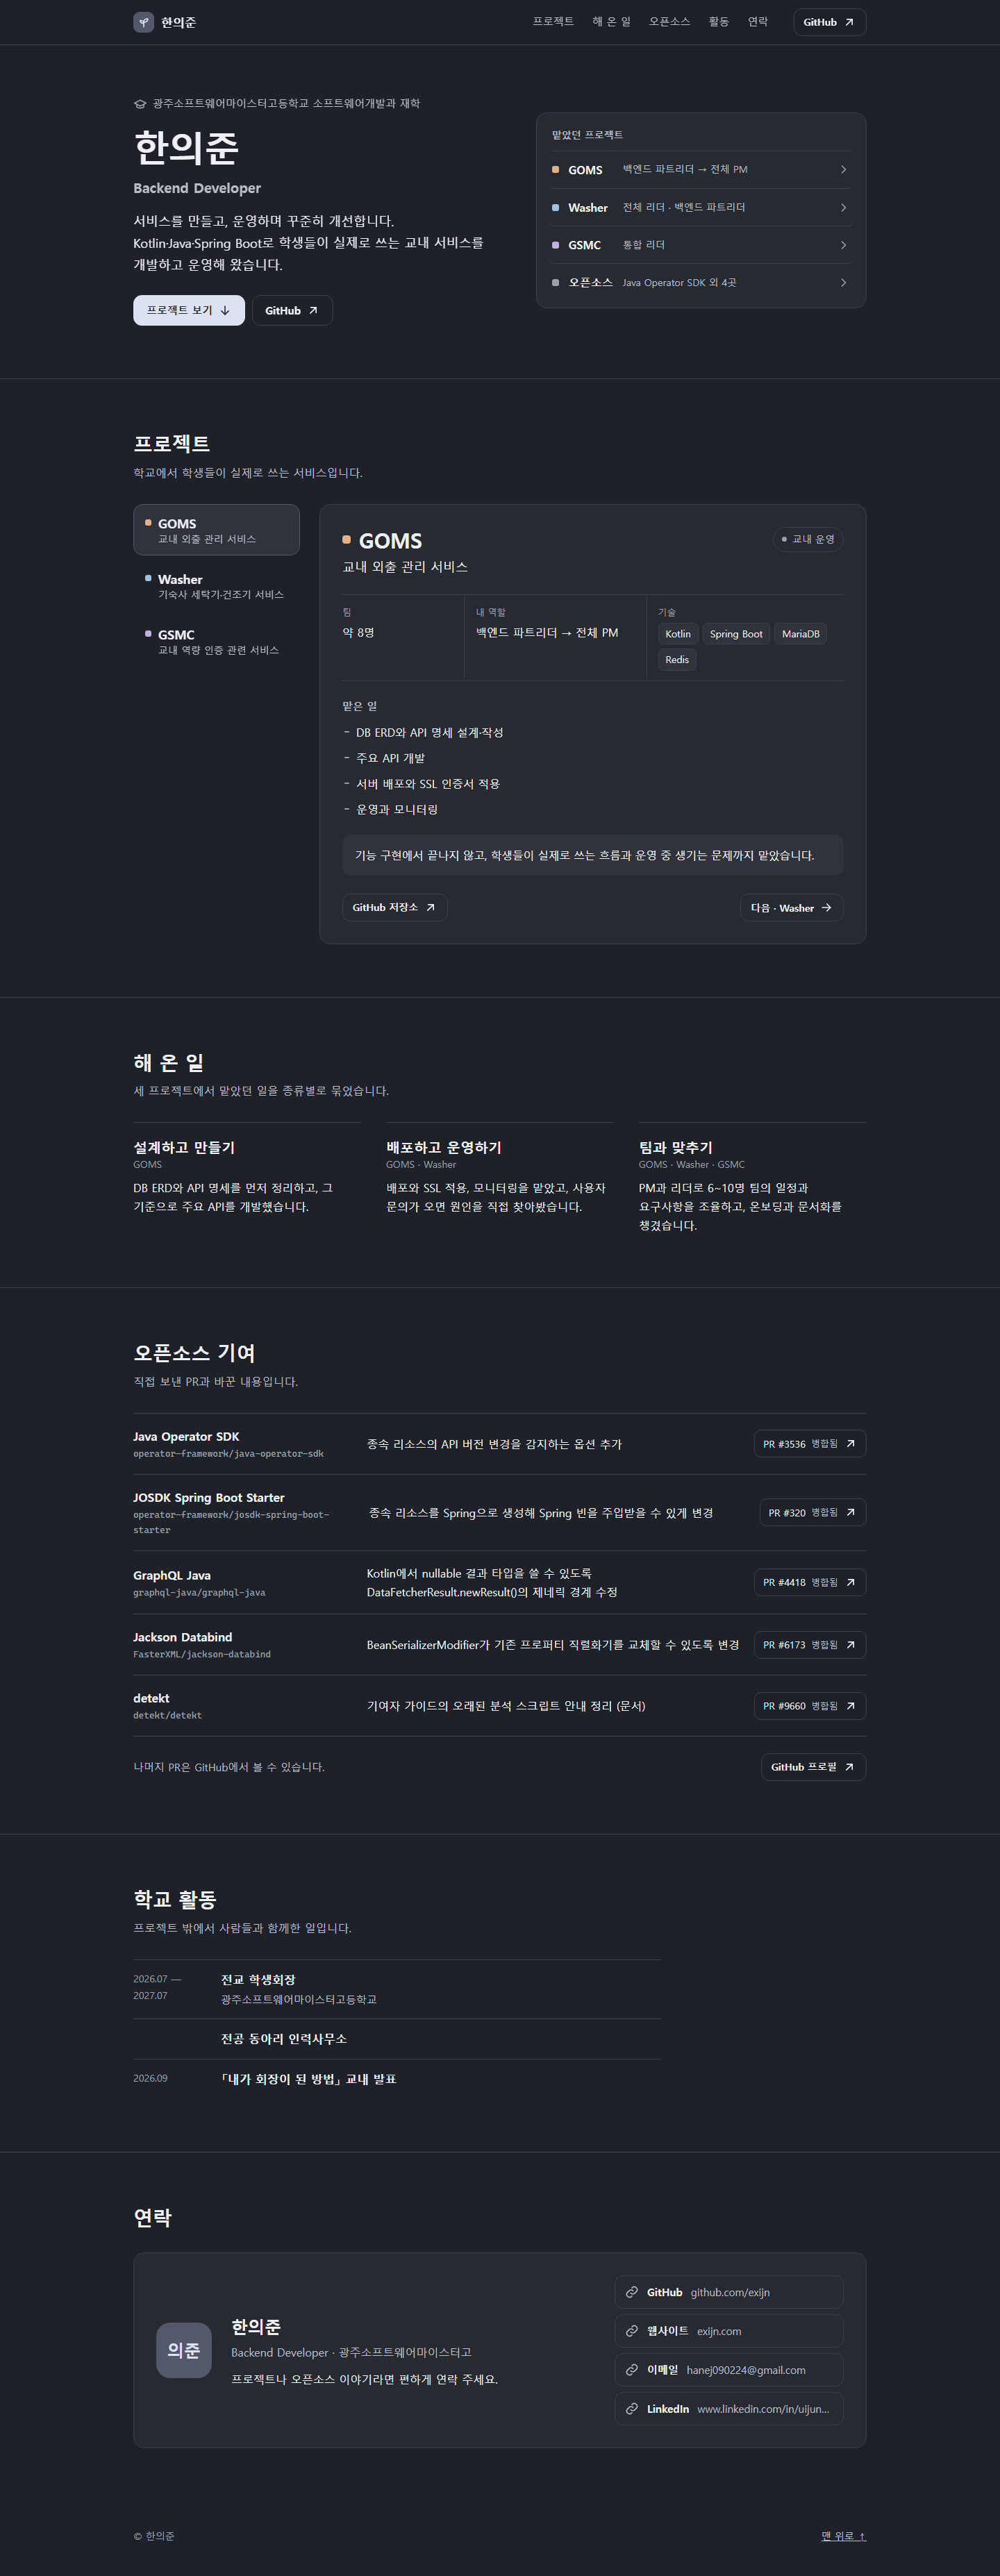 한의준
프로젝트 해 온 일 오픈소스 활동 연락 GitHub
광주소프트웨어마이스터고등학교 소프트웨어개발과 재학
한의준
Backend Developer
서비스를 만들고, 운영하며 꾸준히 개선합니다.
Kotlin·Java·Spring Boot로 학생들이 실제로 쓰는 교내 서비스를
개발하고 운영해 왔습니다.
프로젝트 보기 ↓ GitHub
맡았던 프로젝트
GOMS 백엔드 파트리더 → 전체 PM
Washer 전체 리더 · 백엔드 파트리더
GSMC 통합 리더
오픈소스 Java Operator SDK 외 4곳
프로젝트
학교에서 학생들이 실제로 쓰는 서비스입니다.
GOMS
교내 외출 관리 서비스
Washer
기숙사 세탁기·건조기 서비스
GSMC
교내 역량 인증 관련 서비스
GOMS
교내 운영
교내 외출 관리 서비스
팀
약 8명
내 역할
백엔드 파트리더 → 전체 PM
기술
Kotlin Spring Boot MariaDB
Redis
맡은 일
– DB ERD와 API 명세 설계·작성
– 주요 API 개발
– 서버 배포와 SSL 인증서 적용
– 운영과 모니터링
기능 구현에서 끝나지 않고, 학생들이 실제로 쓰는 흐름과 운영 중 생기는 문제까지 맡았습니다.
GitHub 저장소
다음 · Washer →
해 온 일
세 프로젝트에서 맡았던 일을 종류별로 묶었습니다.
설계하고 만들기
GOMS
DB ERD와 API 명세를 먼저 정리하고, 그
기준으로 주요 API를 개발했습니다.
배포하고 운영하기
GOMS · Washer
배포와 SSL 적용, 모니터링을 맡았고, 사용자
문의가 오면 원인을 직접 찾아봤습니다.
팀과 맞추기
GOMS · Washer · GSMC
PM과 리더로 6~10명 팀의 일정과
요구사항을 조율하고, 온보딩과 문서화를
챙겼습니다.
오픈소스 기여
직접 보낸 PR과 바꾼 내용입니다.
Java Operator SDK
operator-framework/java-operator-sdk
종속 리소스의 API 버전 변경을 감지하는 옵션 추가
PR #3536 병합됨
JOSDK Spring Boot Starter
operator-framework/josdk-spring-boot-
starter
종속 리소스를 Spring으로 생성해 Spring 빈을 주입받을 수 있게 변경
PR #320 병합됨
GraphQL Java
graphql-java/graphql-java
Kotlin에서 nullable 결과 타입을 쓸 수 있도록
DataFetcherResult.newResult()의 제네릭 경계 수정
PR #4418 병합됨
Jackson Databind
FasterXML/jackson-databind
BeanSerializerModifier가 기존 프로퍼티 직렬화기를 교체할 수 있도록 변경
PR #6173 병합됨
detekt
detekt/detekt
기여자 가이드의 오래된 분석 스크립트 안내 정리 (문서)
PR #9660 병합됨
나머지 PR은 GitHub에서 볼 수 있습니다.
GitHub 프로필
학교 활동
프로젝트 밖에서 사람들과 함께한 일입니다.
2026.07 —
2027.07
전교 학생회장
광주소프트웨어마이스터고등학교
전공 동아리 인력사무소
2026.09
「내가 회장이 된 방법」 교내 발표
연락
의준
한의준
Backend Developer · 광주소프트웨어마이스터고
프로젝트나 오픈소스 이야기라면 편하게 연락 주세요.
GitHub github.com/exijn
웹사이트 exijn.com
이메일 hanej090224@gmail.com
LinkedIn www.linkedin.com/in/uijun...
© 한의준
맨 위로 ↑